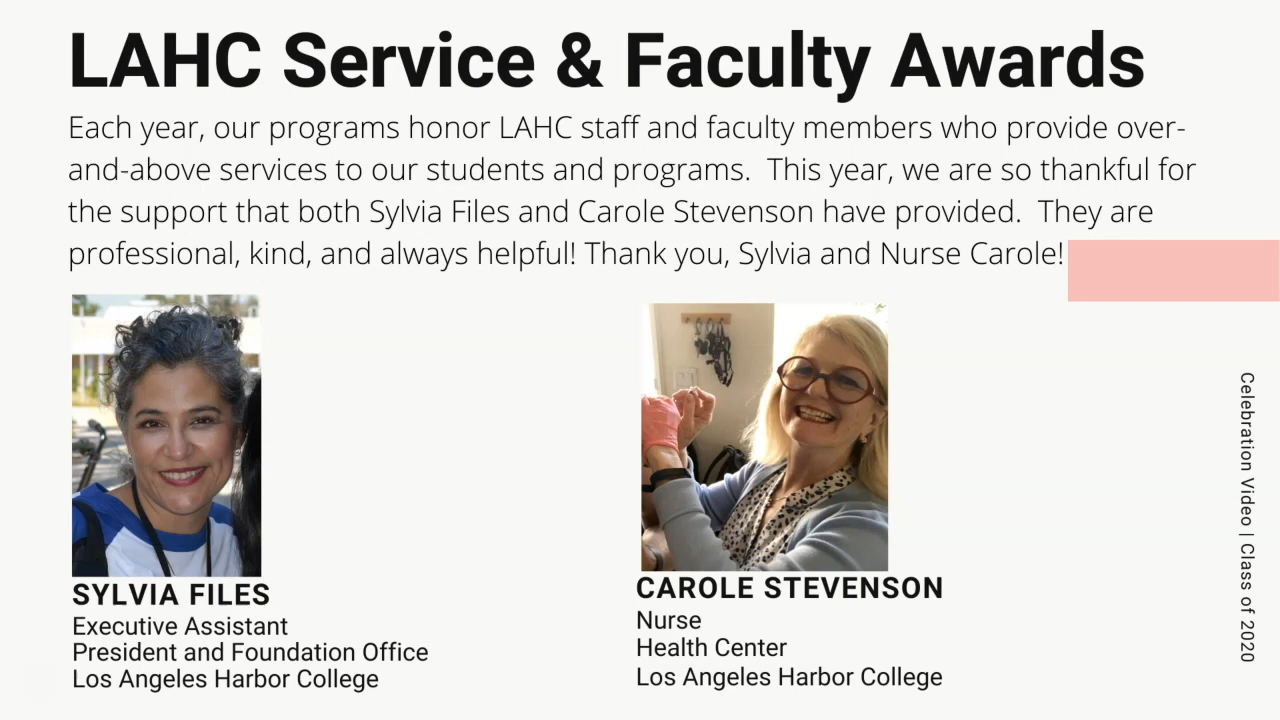 LAHC Service & Faculty Awards
Each year, our programs honor LAHC staff and faculty members who provide over-
and-above services to our students and programs.  This year, we are so thankful for
the support that both Sylvia Files and Carole Stevenson have provided.  They are
professional, kind, and always helpful! Thank you, Sylvia and Nurse Carole!
SYLVIA FILES
Executive Assistant
President and Foundation Office
Los Angeles Harbor College
CAROLE STEVENSON
Nurse
Health Center
Los Angeles Harbor College
Celebration Video | Class of 2020